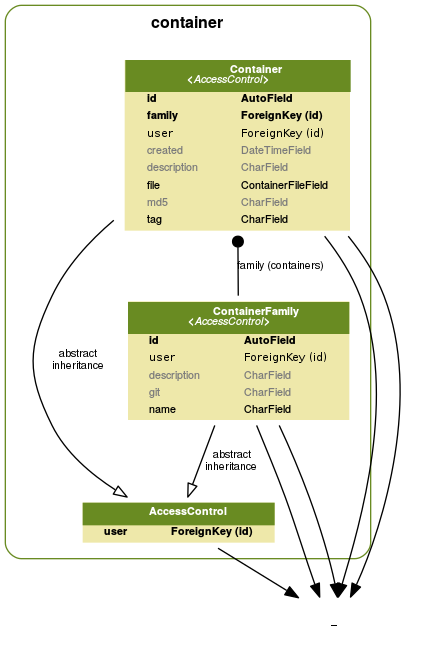 container
Container
<AccessControl>
id AutoField
family ForeignKey (id)
user ForeignKey (id)
created DateTimeField
description CharField
file ContainerFileField
md5 CharField
tag CharField
family (containers)
ContainerFamily
<AccessControl>
id AutoField
user ForeignKey (id)
description CharField
git CharField
name CharField
abstract
inheritance
abstract
inheritance
AccessControl
user ForeignKey (id)
_